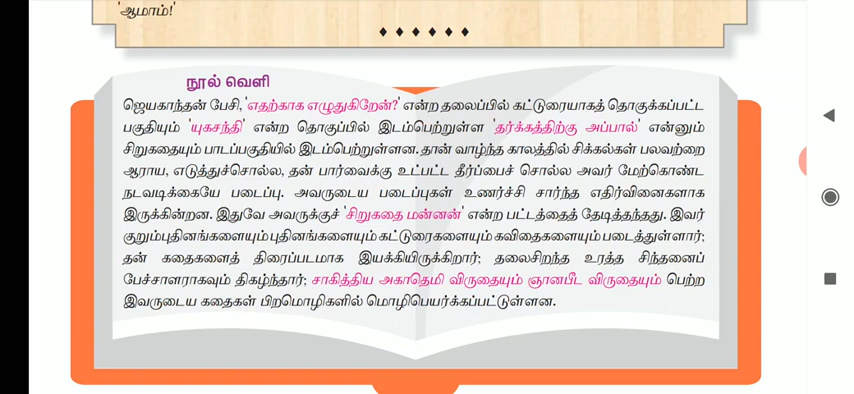 'ஆமாம்!'
நூல் வெளி
ஜெயகாந்தன் பேசி, 'எதற்காக எழுதுகிறேன்?' என்ற தலைப்பில் கட்டுரையாகத் தொகுக்கப்பட்ட
பகுதியும் 'யுகசந்தி' என்ற தொகுப்பில் இடம்பெற்றுள்ள 'தர்க்கத்திற்கு அப்பால்' என்னும்
சிறுகதையும் பாடப்பகுதியில் இடம்பெற்றுள்ளன. தான் வாழ்ந்த காலத்தில் சிக்கல்கள் பலவற்றை
ஆராய, எடுத்துச்சொல்ல, தன் பார்வைக்கு உட்பட்ட தீர்ப்பைச் சொல்ல அவர் மேற்கொண்ட
நடவடிக்கையே படைப்பு. அவருடைய படைப்புகள் உணர்ச்சி சார்ந்த எதிர்வினைகளாக
இருக்கின்றன. இதுவே அவருக்குச் 'சிறுகதை மன்னன்' என்ற பட்டத்தைத் தேடித்தந்தது. இவர்
குறும்புதினங்களையும் புதினங்களையும் கட்டுரைகளையும் கவிதைகளையும் படைத்துள்ளார்;
தன் கதைகளைத் திரைப்படமாக இயக்கியிருக்கிறார்; தலைசிறந்த உரத்த சிந்தனைப்
பேச்சாளராகவும் திகழ்ந்தார்; சாகித்திய அகாதெமி விருதையும் ஞானபீட விருதையும் பெற்ற
இவருடைய கதைகள் பிறமொழிகளில் மொழிபெயர்க்கப்பட்டுள்ளன.